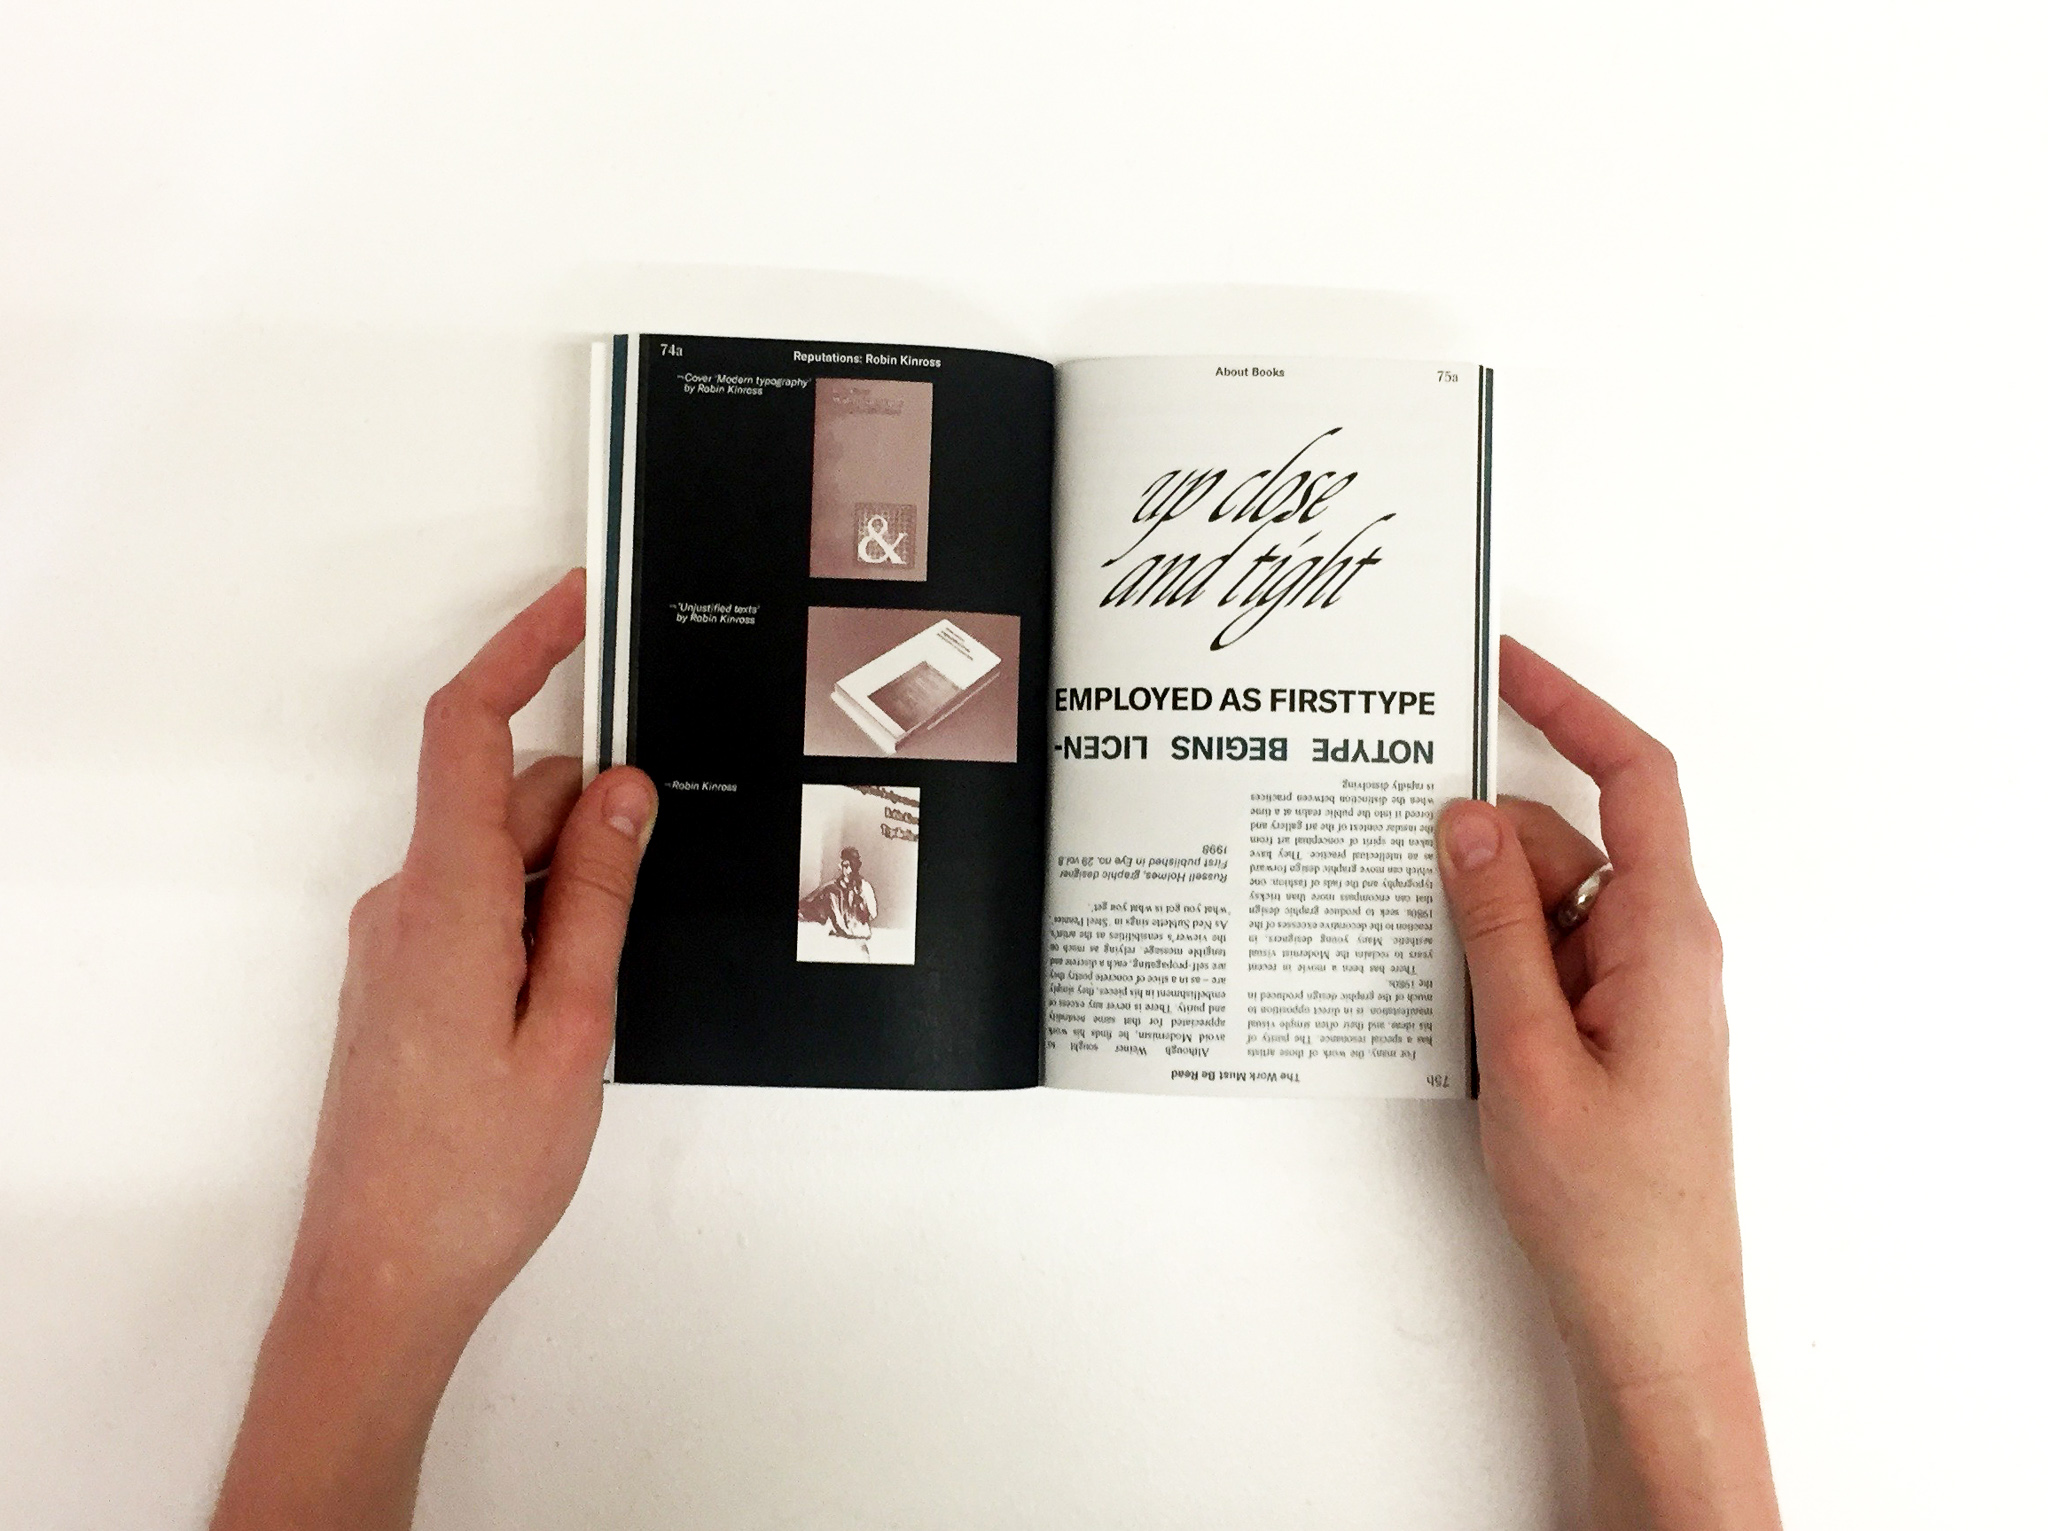 74a
Reputations: Robin Kinross
¬Cover 'Modern typography'
by Robin Kinross
&
¬'Unjustified texts'
by Robin Kinross
¬Robin Kinross
About Books
75a
up close
and tight
EMPLOYED AS FIRSTTYPE
NOTYPE BEGINS LICEN-
75b
The Work Must Be Read
For many, the work of those artists
has a special resonance. The purity of
his ideas, and their often simple visual
manifestation, is in direct opposition to
much of the graphic design produced in
the 1980s.
There has been a movie in recent
years to reclaim the Modernist visual
aesthetic. Many young designers, in
reaction to the decorative excesses of the
1980s, seek to produce graphic design
that can encompass more than tricksy
typography and the fads of fashion, one
which can move graphic design forward
as an intellectual practice. They have
taken the spirit of conceptual art from
the insular context of the art gallery and
forced it into the public realm at a time
when the distinction between practices
is rapidly dissolving
Although Weiner sought to
avoid Modernism, he finds his work
appreciated for that same neutrality
and purity. There is never any excess or
embellishment in his pieces, they simply
are – as in a slice of concrete poetry they
are self-propagating, each a discrete and
tangible message, relying as much on
the viewer's sensibilities as the artist's.
As Ned Sublette sings in 'Steel Pennies',
'what you got is what you get'.
Russell Holmes, graphic designer
First published in Eye no. 29 vol.8
1998